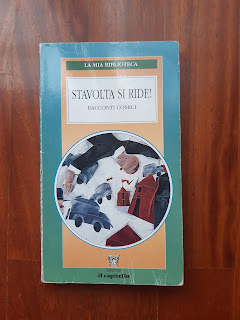 LA MIA BIBLIOTECA
STAVOLTA SI RIDE!
RACCONTI COMICI
il capitello